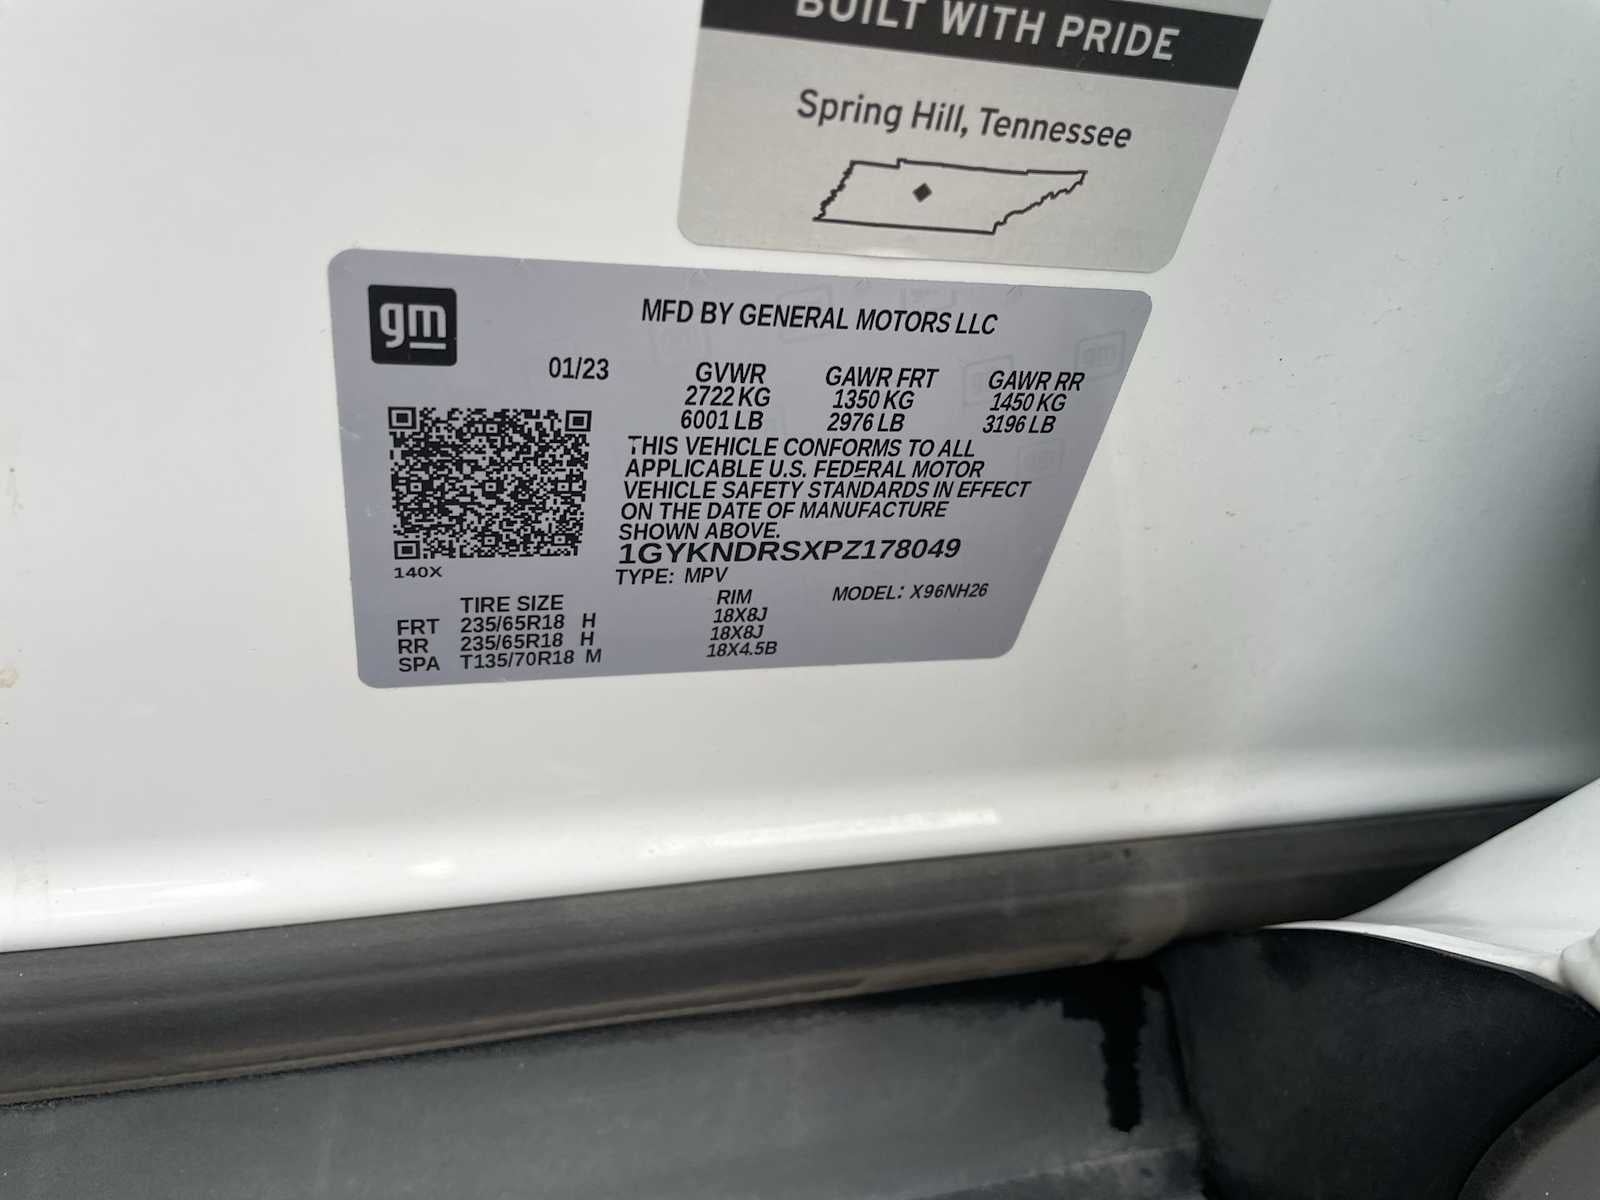 BUILT WITH PRIDE
Spring Hill, Tennessee
gm
MFD BY GENERAL MOTORS LLC
01/23
GVWR GAWR FRT GAWR RR
2722 KG 1350 KG 1450 KG
6001 LB 2976 LB 3196 LB
THIS VEHICLE CONFORMS TO ALL
APPLICABLE U.S. FEDERAL MOTOR
VEHICLE SAFETY STANDARDS IN EFFECT
ON THE DATE OF MANUFACTURE
SHOWN ABOVE.
1GYKNDRSXPZ178049
140X
TYPE: MPV MODEL: X96NH26
TIRE SIZE RIM
FRT 235/65R18 H 18X8J
RR 235/65R18 H 18X8J
SPA T135/70R18 M 18X4.5B